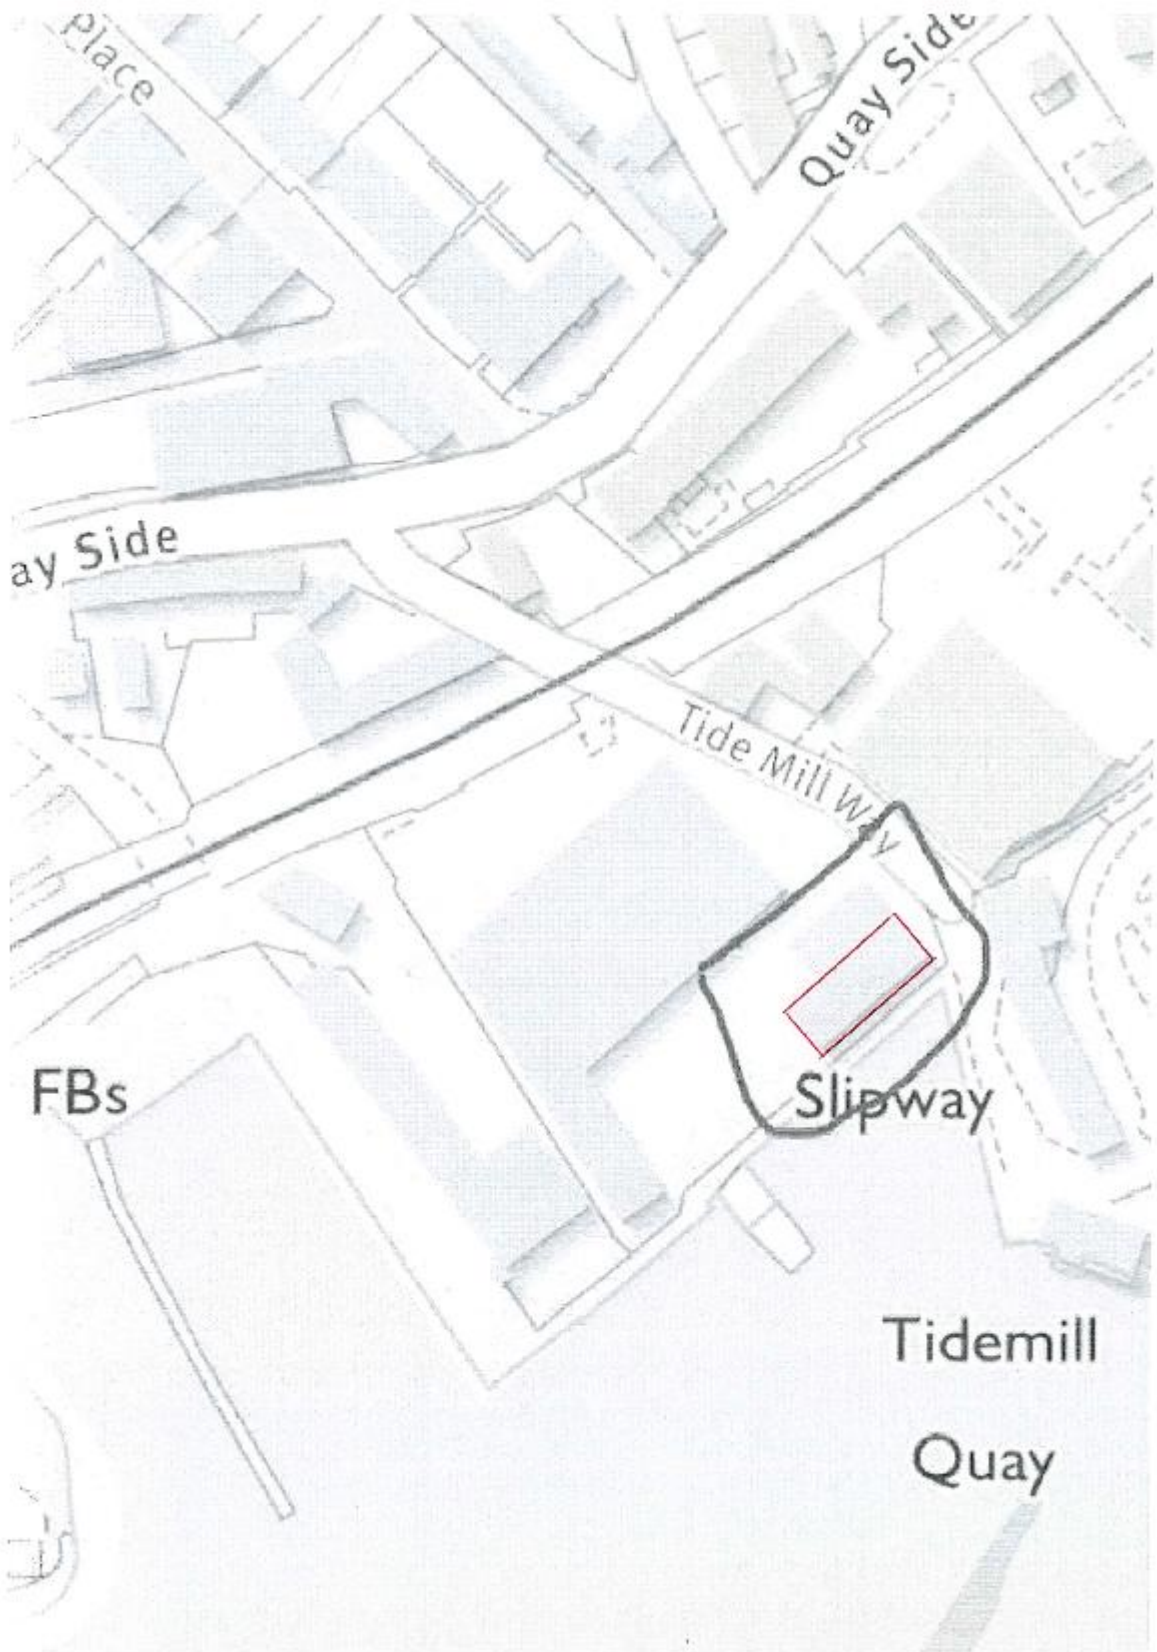 Place
Quay Side
ay Side
Tide Mill Way
FBs
Slipway
Tidemill
Quay